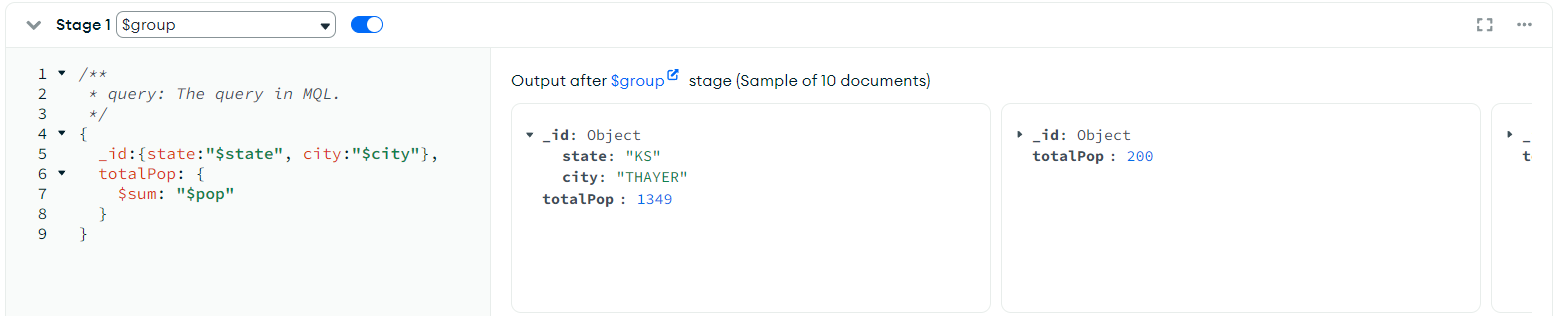 Stage 1 $group
1 /**
2 * query: The query in MQL.
3 */
4 {
5 _id:{state:"$state", city:"$city"},
6 totalPop: {
7 $sum: "$pop"
8 }
9 }
Output after $group stage (Sample of 10 documents)
_id: Object
state: "KS"
city: "THAYER"
totalPop : 1349
_id: Object
totalPop : 200
_
t